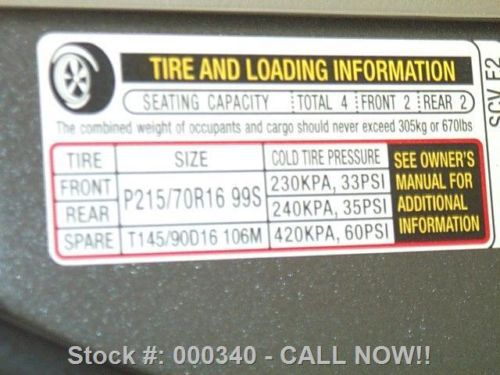 TIRE AND LOADING INFORMATION
SEATING CAPACITY TOTAL 4 FRONT 2 REAR 2
The combined weight of occupants and cargo should never exceed 305kg or 670lbs
TIRE SIZE COLD TIRE PRESSURE
FRONT P215/70R16 99S 230KPA, 33PSI
REAR 240KPA, 35PSI
SPARE T145/90D16 106M 420KPA, 60PSI
SEE OWNER'S
MANUAL FOR
ADDITIONAL
INFORMATION
Stock #: 000340 - CALL NOW!!